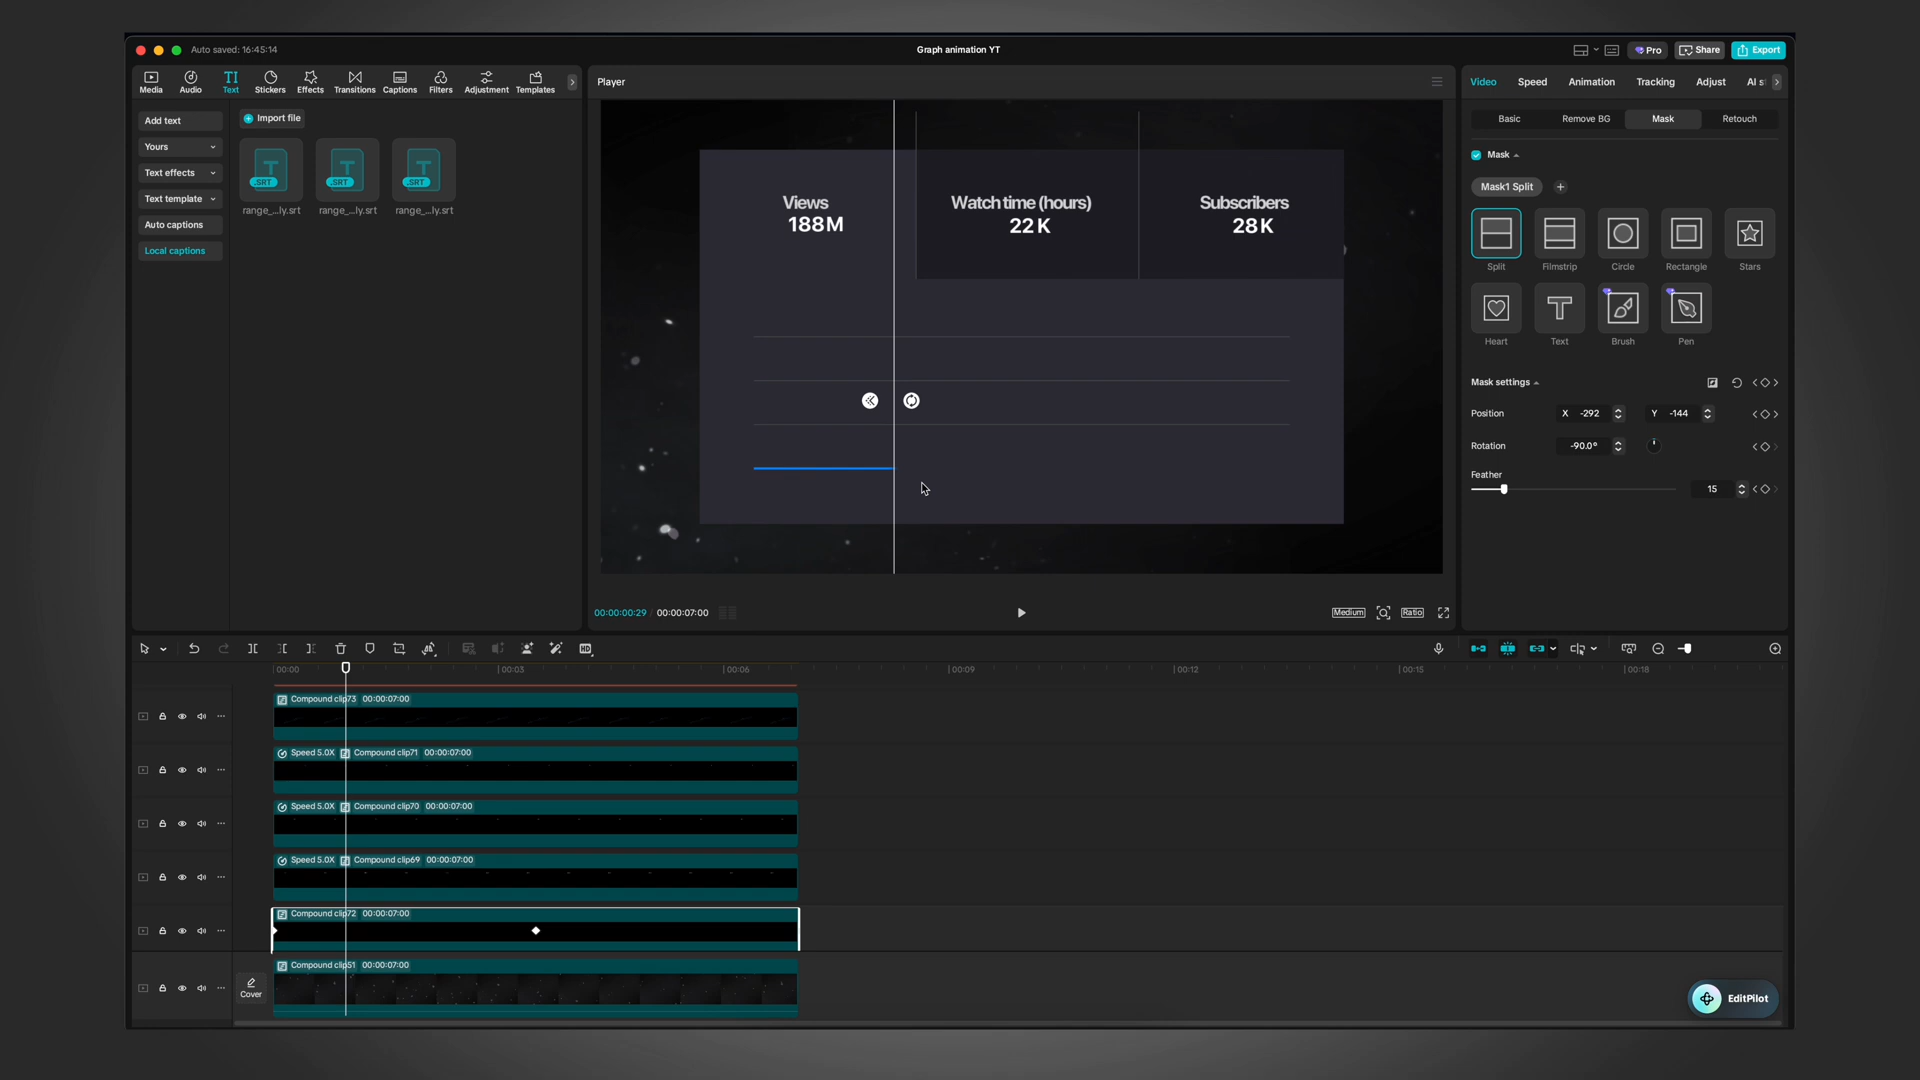 Auto saved: 16:45:14
Graph animation YT
Pro
Share
Export
Media
Audio
TI
Text
Stickers
Effects
Transitions
Captions
Filters
Adjustment
Templates
Player
Video
Speed
Animation
Tracking
Adjust
AI s
Add text
Yours
Text effects
Text template
Auto captions
Local captions
Import file
T
.SRT
range_...ly.srt
T
.SRT
range_...ly.srt
T
.SRT
range_...ly.srt
Views
188M
Watch time (hours)
22K
Subscribers
28K
00:00:00:29 / 00:00:07:00
Medium
Ratio
Basic
Remove BG
Mask
Retouch
Mask
Mask1 Split
Split
Filmstrip
Circle
Rectangle
Stars
Heart
Text
Brush
Pen
Mask settings
Position
X -292
Y -144
Rotation
-90.0°
Feather
15
00:00
00:03
00:06
00:09
00:12
00:15
00:18
Compound clip73 00:00:07:00
Speed 5.0X Compound clip71 00:00:07:00
Speed 5.0X Compound clip70 00:00:07:00
Speed 5.0X Compound clip69 00:00:07:00
Compound clip72 00:00:07:00
Compound clip51 00:00:07:00
Cover
EditPilot